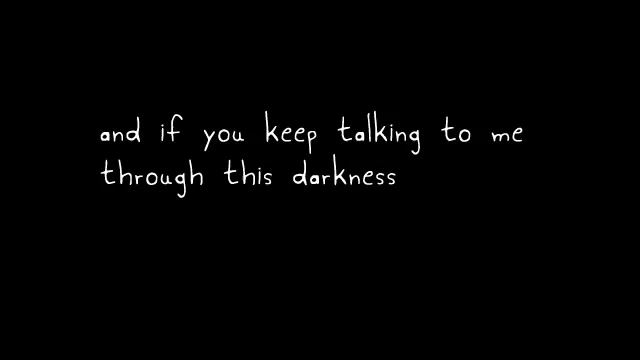 and if you keep talking to me
through this darkness